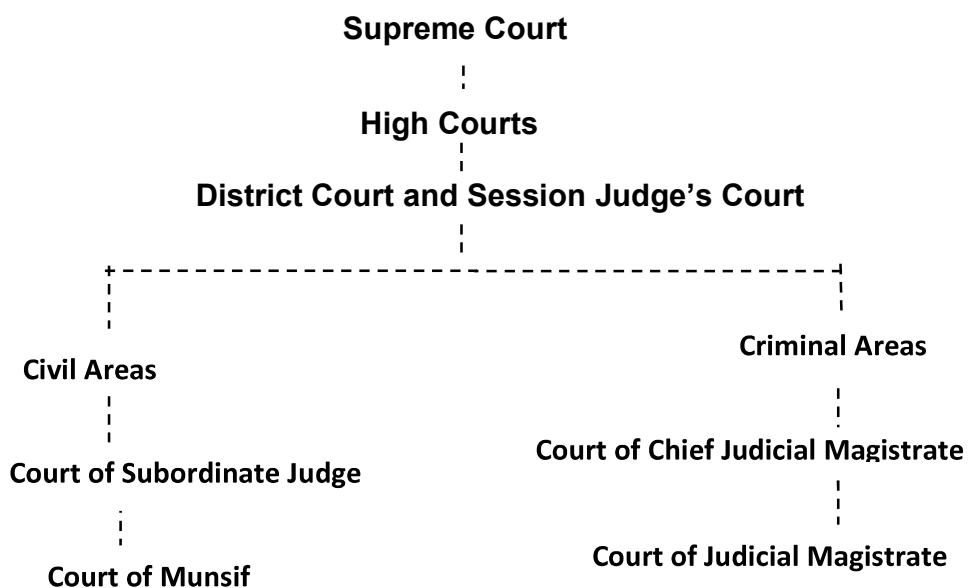 Supreme Court
High Courts
District Court and Session Judge’s Court
Criminal Areas
Civil Areas
Court of Chief Judicial Magistrate
Court of Subordinate Judge
Court of Judicial Magistrate
Court of Munsif